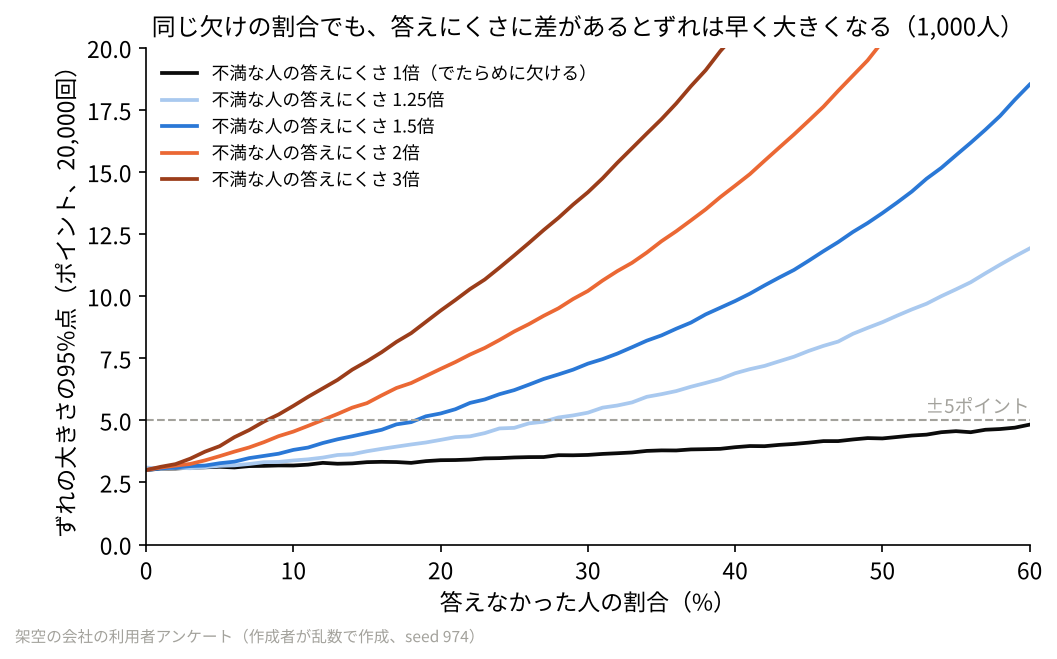 同じ欠けの割合でも、答えにくさに差があるとずれは早く大きくなる（1,000人）
ずれの大きさの95%点（ポイント、20,000回）
20.0
17.5
15.0
12.5
10.0
7.5
5.0
2.5
0.0
不満な人の答えにくさ 1倍（でたらめに欠ける）
不満な人の答えにくさ 1.25倍
不満な人の答えにくさ 1.5倍
不満な人の答えにくさ 2倍
不満な人の答えにくさ 3倍
±5ポイント
0 10 20 30 40 50 60
答えなかった人の割合（%）
架空の会社の利用者アンケート（作成者が乱数で作成、seed 974）